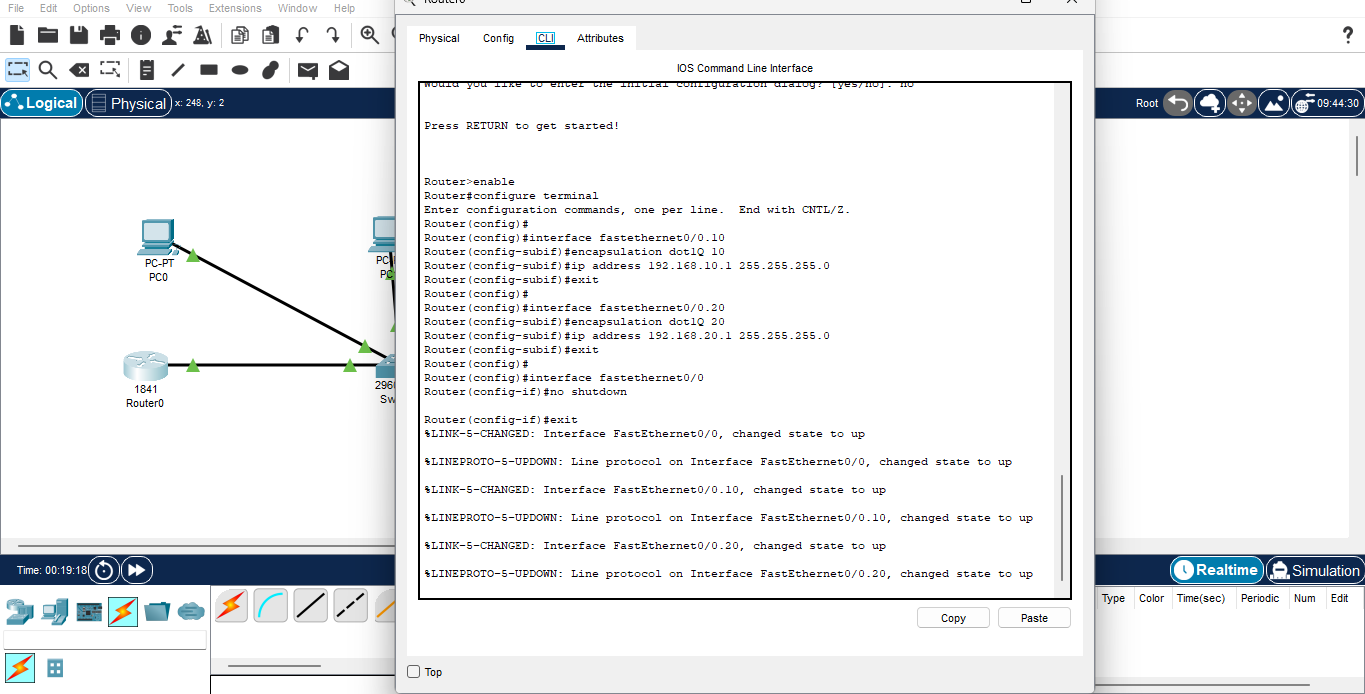 Router0
File Edit Options View Tools Extensions Window Help
Physical Config CLI Attributes
IOS Command Line Interface
Would you like to enter the initial configuration dialog? [yes/no]: no
Press RETURN to get started!
Router>enable
Router#configure terminal
Enter configuration commands, one per line.  End with CNTL/Z.
Router(config)#
Router(config)#interface fastethernet0/0.10
Router(config-subif)#encapsulation dot1Q 10
Router(config-subif)#ip address 192.168.10.1 255.255.255.0
Router(config-subif)#exit
Router(config)#
Router(config)#interface fastethernet0/0.20
Router(config-subif)#encapsulation dot1Q 20
Router(config-subif)#ip address 192.168.20.1 255.255.255.0
Router(config-subif)#exit
Router(config)#
Router(config)#interface fastethernet0/0
Router(config-if)#no shutdown
Router(config-if)#exit
%LINK-5-CHANGED: Interface FastEthernet0/0, changed state to up
%LINEPROTO-5-UPDOWN: Line protocol on Interface FastEthernet0/0, changed state to up
%LINK-5-CHANGED: Interface FastEthernet0/0.10, changed state to up
%LINEPROTO-5-UPDOWN: Line protocol on Interface FastEthernet0/0.10, changed state to up
%LINK-5-CHANGED: Interface FastEthernet0/0.20, changed state to up
%LINEPROTO-5-UPDOWN: Line protocol on Interface FastEthernet0/0.20, changed state to up
Copy Paste
Top
Logical Physical x: 248, y: 2
Root 09:44:30
PC-PT
PC0
PC
PC
1841
Router0
296
Sw
Time: 00:19:18
Realtime Simulation
Type Color Time(sec) Periodic Num Edit